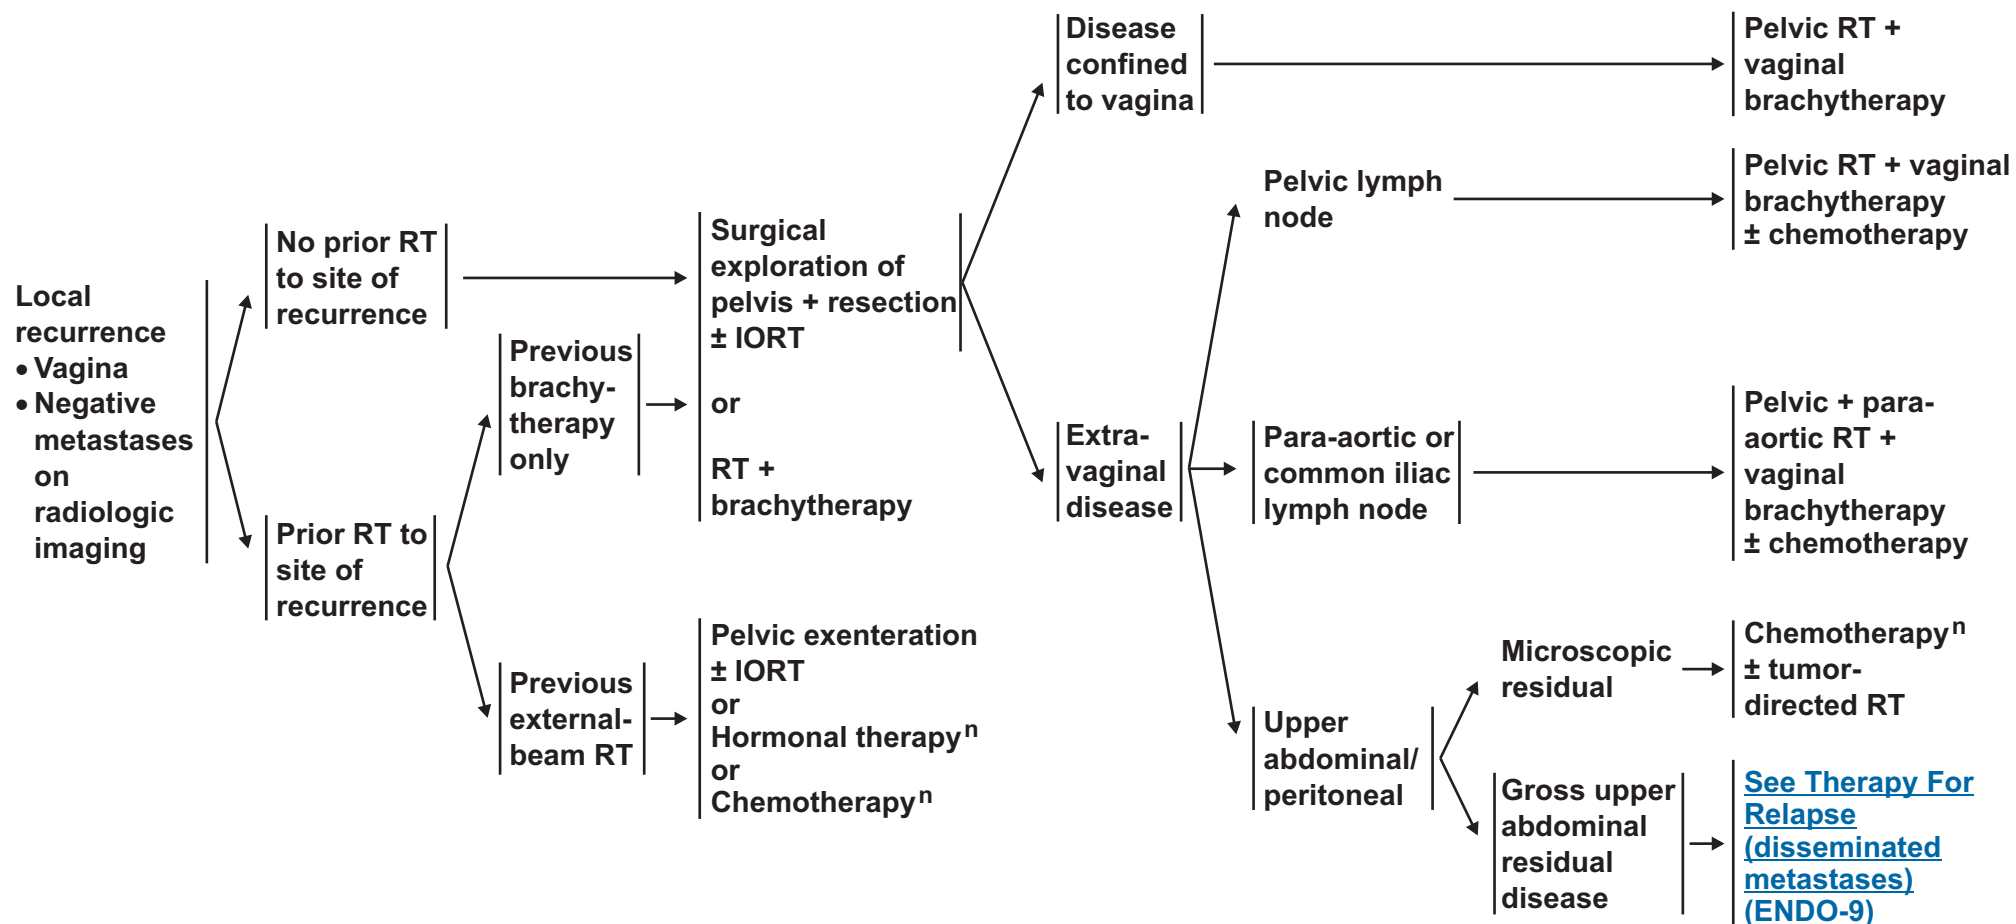 Local
recurrence
• Vagina
• Negative
metastases
on
radiologic
imaging
No prior RT
to site of
recurrence
Prior RT to
site of
recurrence
Previous
brachy-
therapy
only
Previous
external-
beam RT
Surgical
exploration of
pelvis + resection
± IORT
or
RT +
brachytherapy
Pelvic exenteration
± IORT
or
Hormonal therapyⁿ
or
Chemotherapyⁿ
Disease
confined
to vagina
Extra-
vaginal
disease
Pelvic lymph
node
Para-aortic or
common iliac
lymph node
Upper
abdominal/
peritoneal
Microscopic
residual
Gross upper
abdominal
residual
disease
Pelvic RT +
vaginal
brachytherapy
Pelvic RT + vaginal
brachytherapy
± chemotherapy
Pelvic + para-
aortic RT +
vaginal
brachytherapy
± chemotherapy
Chemotherapyⁿ
± tumor-
directed RT
See Therapy For
Relapse
(disseminated
metastases)
(ENDO-9)